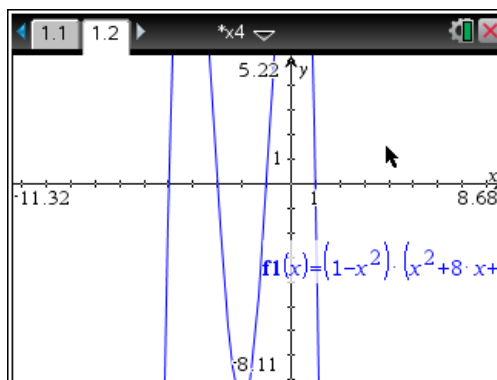 1.1 1.2 *x4
5.22 y
1
x
-11.32 1 8.68
f1(x)=(1-x²)·(x²+8·x+
-8.11